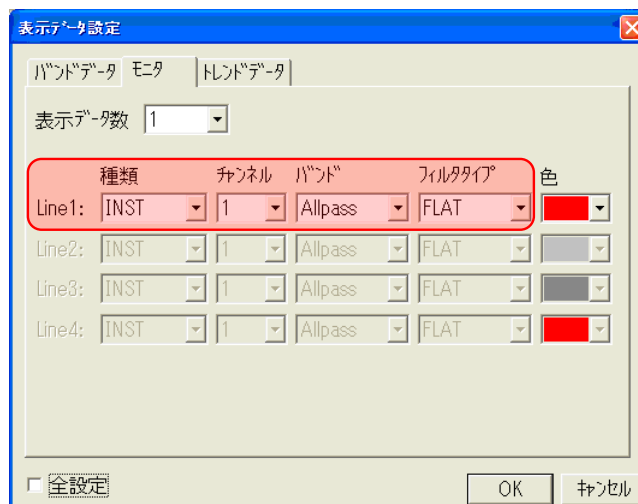 表示ﾃﾞｰﾀ設定
ﾊﾞﾝﾄﾞﾃﾞｰﾀ ﾓﾆﾀ ﾄﾚﾝﾄﾞﾃﾞｰﾀ
表示ﾃﾞｰﾀ数 1
種類 ﾁｬﾝﾈﾙ ﾊﾞﾝﾄﾞ ﾌｨﾙﾀﾀｲﾌﾟ 色
Line1: INST 1 Allpass FLAT
Line2: INST 1 Allpass FLAT
Line3: INST 1 Allpass FLAT
Line4: INST 1 Allpass FLAT
全設定 OK ｷｬﾝｾﾙ